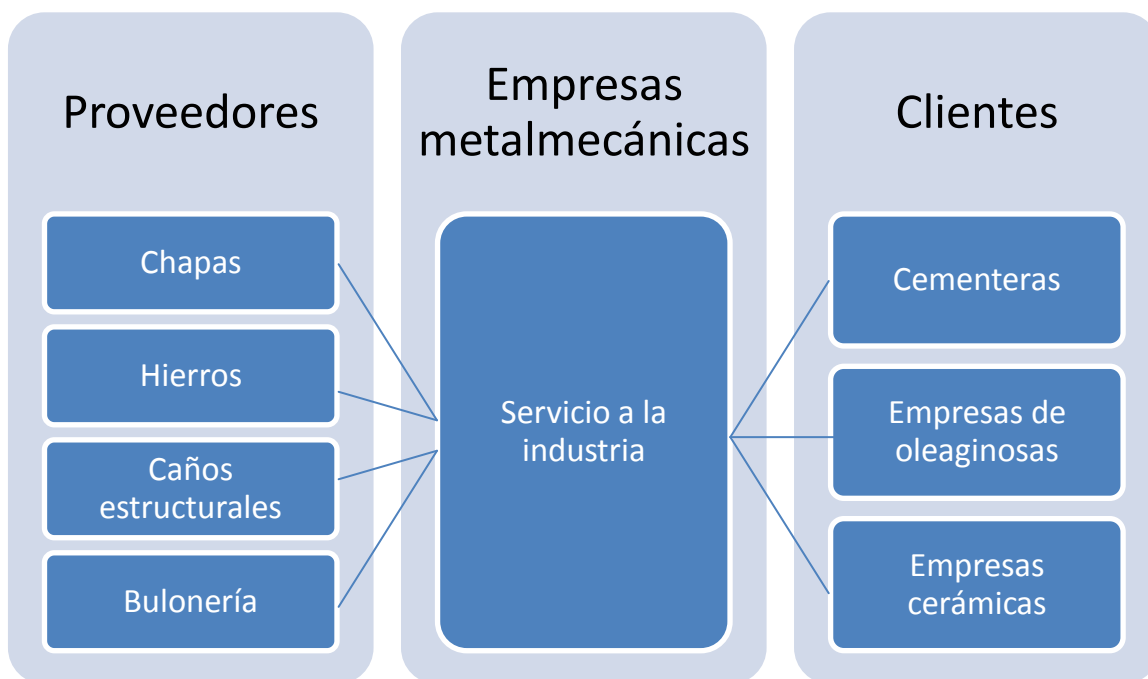 Proveedores
Chapas
Hierros
Caños
estructurales
Bulonería
Empresas
metalmecánicas
Servicio a la
industria
Clientes
Cementeras
Empresas de
oleaginosas
Empresas
cerámicas